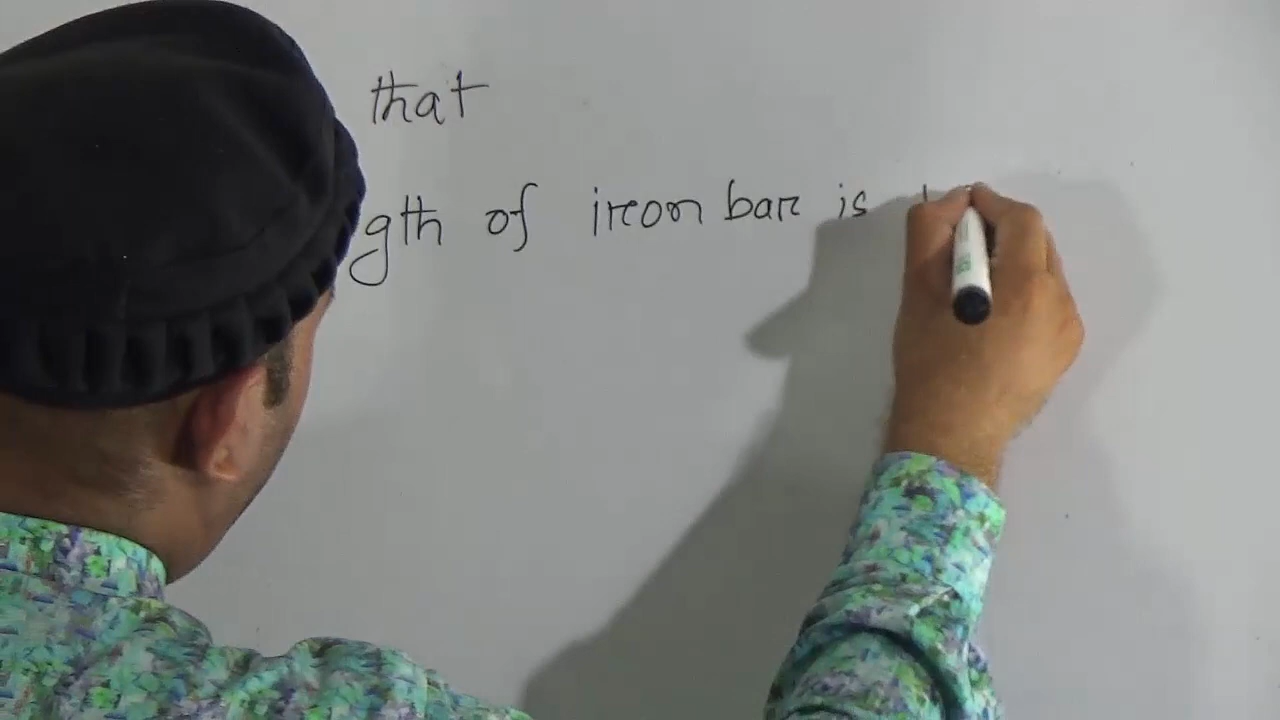 that
gth of iron bar is